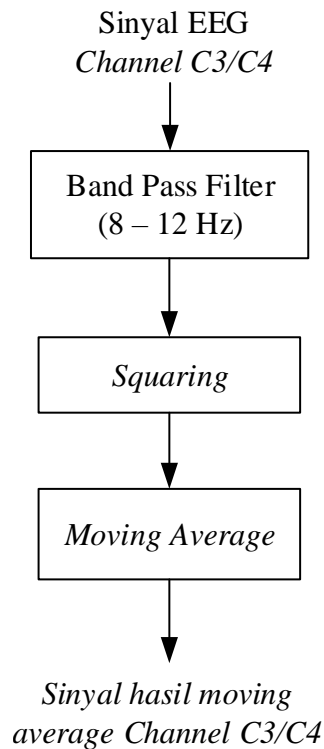 Sinyal EEG
Channel C3/C4
Band Pass Filter
(8 – 12 Hz)
Squaring
Moving Average
Sinyal hasil moving
average Channel C3/C4